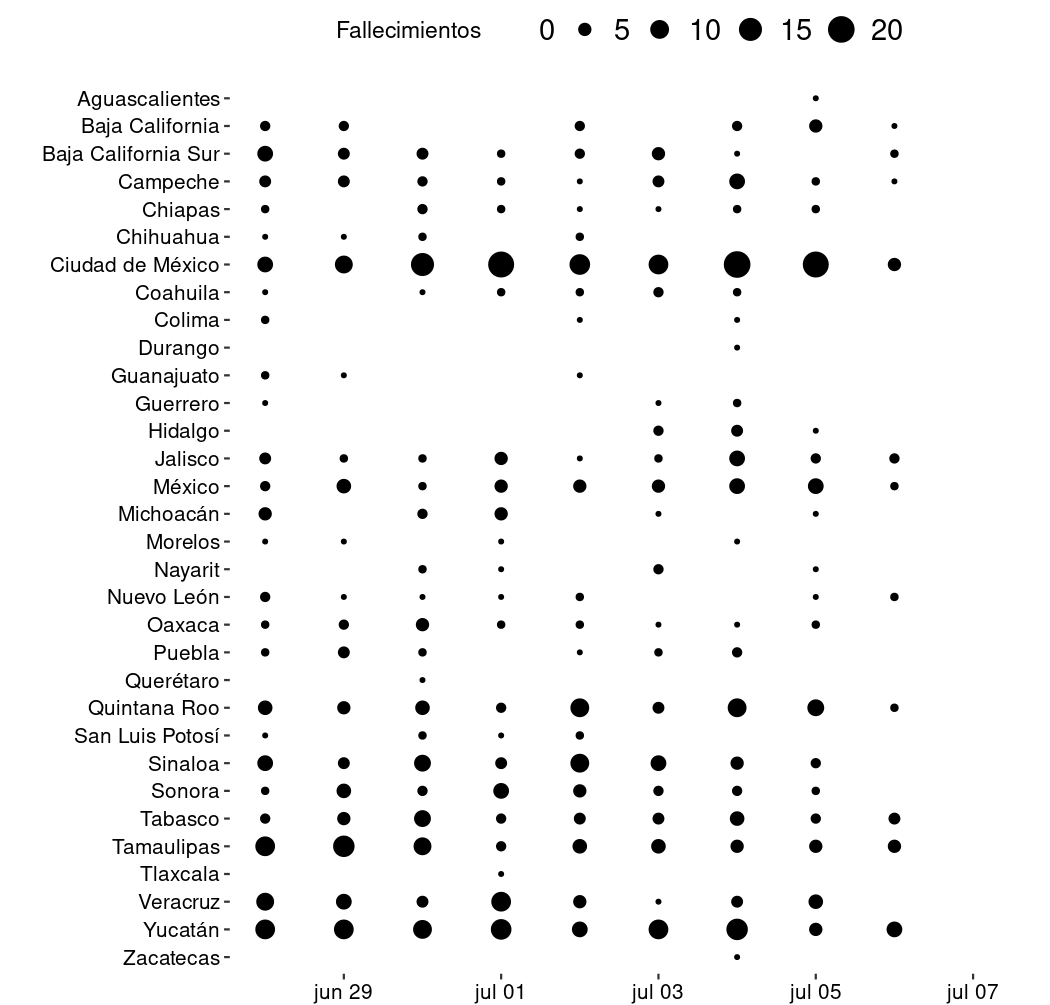 Fallecimientos 0 5 10 15 20
Aguascalientes
Baja California
Baja California Sur
Campeche
Chiapas
Chihuahua
Ciudad de México
Coahuila
Colima
Durango
Guanajuato
Guerrero
Hidalgo
Jalisco
México
Michoacán
Morelos
Nayarit
Nuevo León
Oaxaca
Puebla
Querétaro
Quintana Roo
San Luis Potosí
Sinaloa
Sonora
Tabasco
Tamaulipas
Tlaxcala
Veracruz
Yucatán
Zacatecas
jun 29 jul 01 jul 03 jul 05 jul 07